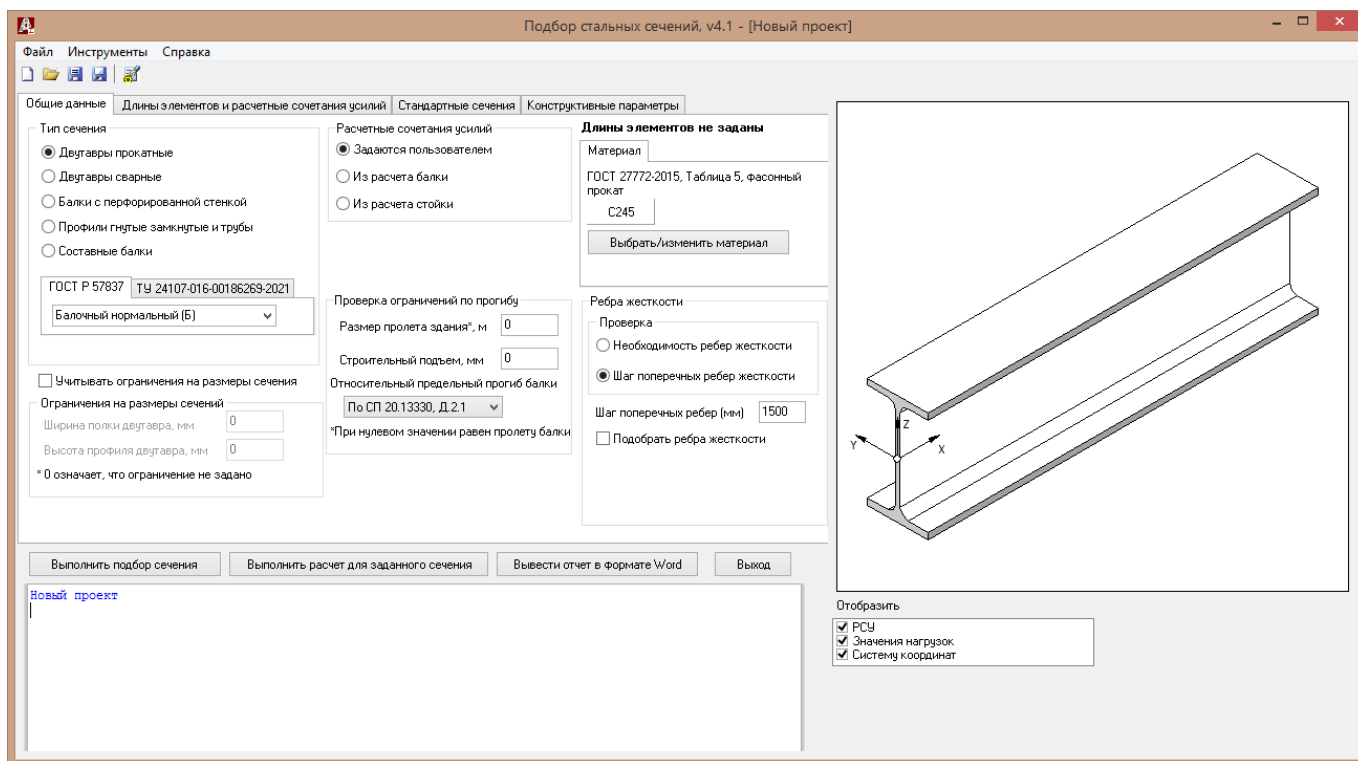 Подбор стальных сечений, v4.1 - [Новый проект]
Файл Инструменты Справка
Общие данные Длины элементов и расчетные сочетания усилий Стандартные сечения Конструктивные параметры
Тип сечения
Двутавры прокатные
Двутавры сварные
Балки с перфорированной стенкой
Профили гнутые замкнутые и трубы
Составные балки
ГОСТ Р 57837 ТУ 24107-016-00186269-2021
Балочный нормальный (Б)
Учитывать ограничения на размеры сечения
Ограничения на размеры сечений
Ширина полки двутавра, мм 0
Высота профиля двутавра, мм 0
* 0 означает, что ограничение не задано
Расчетные сочетания усилий
Задаются пользователем
Из расчета балки
Из расчета стойки
Проверка ограничений по прогибу
Размер пролета здания*, м 0
Строительный подъем, мм 0
Относительный предельный прогиб балки
По СП 20.13330, Д.2.1
*При нулевом значении равен пролету балки
Длины элементов не заданы
Материал
ГОСТ 27772-2015, Таблица 5, фасонный
прокат
С245
Выбрать/изменить материал
Ребра жесткости
Проверка
Необходимость ребер жесткости
Шаг поперечных ребер жесткости
Шаг поперечных ребер (мм) 1500
Подобрать ребра жесткости
Z
Y
X
Выполнить подбор сечения Выполнить расчет для заданного сечения Вывести отчет в формате Word Выход
Новый проект
Отобразить
РСУ
Значения нагрузок
Систему координат